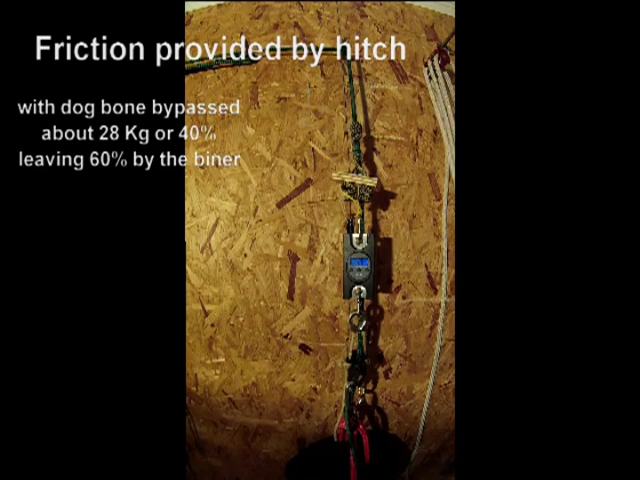 Friction provided by hitch
with dog bone bypassed
about 28 Kg or 40%
leaving 60% by the biner